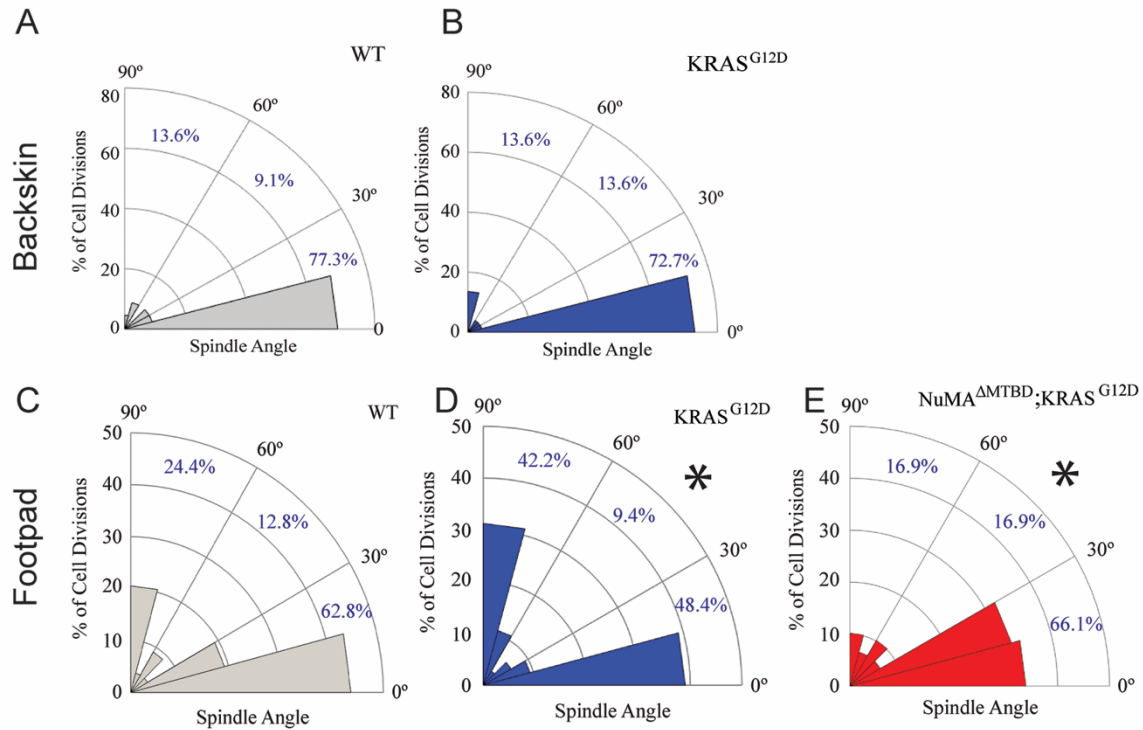 A
WT
90º
80
60º
13.6%
% of Cell Divisions
60
9.1%
40
30º
20
77.3%
0
0
Spindle Angle
B
KRAS^G12D
90º
80
60º
13.6%
% of Cell Divisions
60
13.6%
40
30º
20
72.7%
0
0º
Spindle Angle
Backskin
C
WT
90º
50
60º
24.4%
% of Cell Divisions
40
12.8%
30
30º
20
62.8%
10
0
0º
Spindle Angle
D
KRAS^G12D
*
90º
50
60º
42.2%
% of Cell Divisions
40
9.4%
30
30º
20
48.4%
10
0
0º
Spindle Angle
E
NuMA^ΔMTBD;KRAS^G12D
*
90º
50
60º
16.9%
% of Cell Divisions
40
16.9%
30
30º
20
66.1%
10
0
0º
Spindle Angle
Footpad